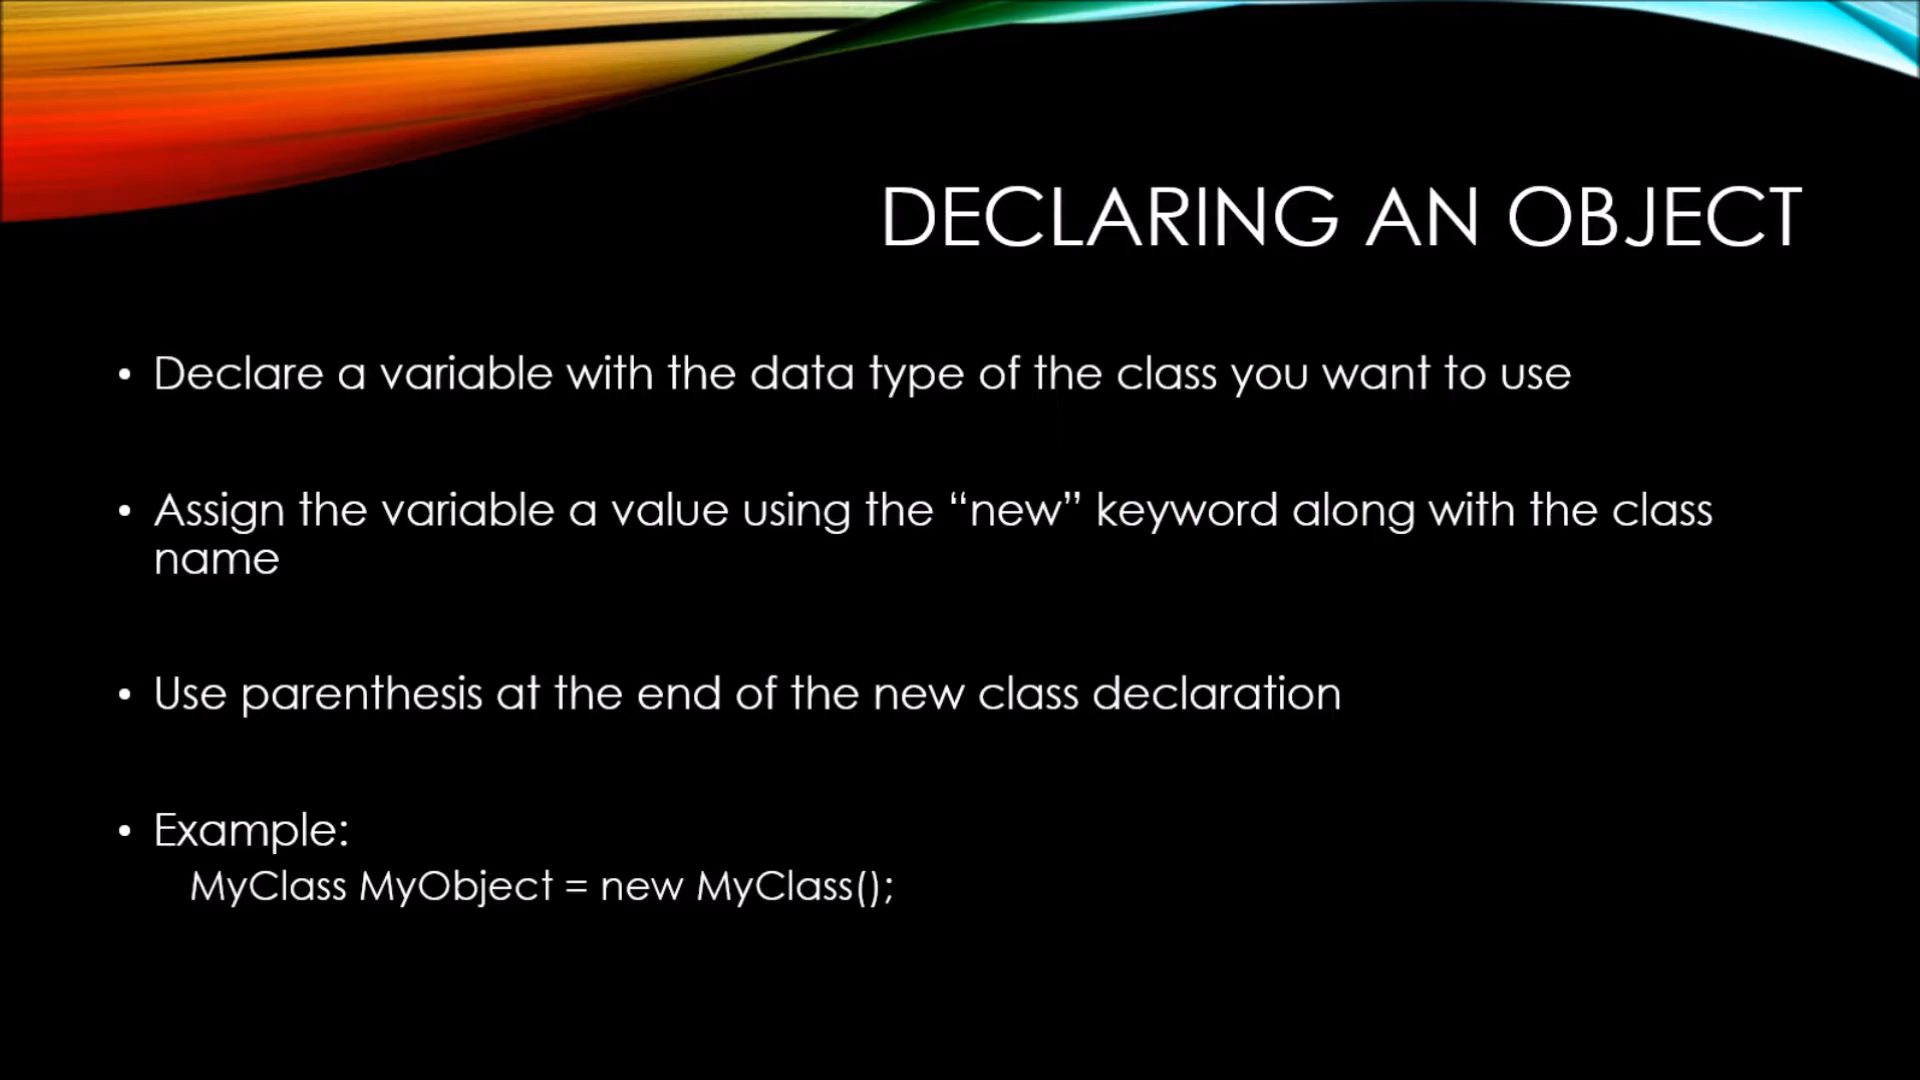 DECLARING AN OBJECT
• Declare a variable with the data type of the class you want to use
• Assign the variable a value using the “new” keyword along with the class
name
• Use parenthesis at the end of the new class declaration
• Example:
MyClass MyObject = new MyClass();